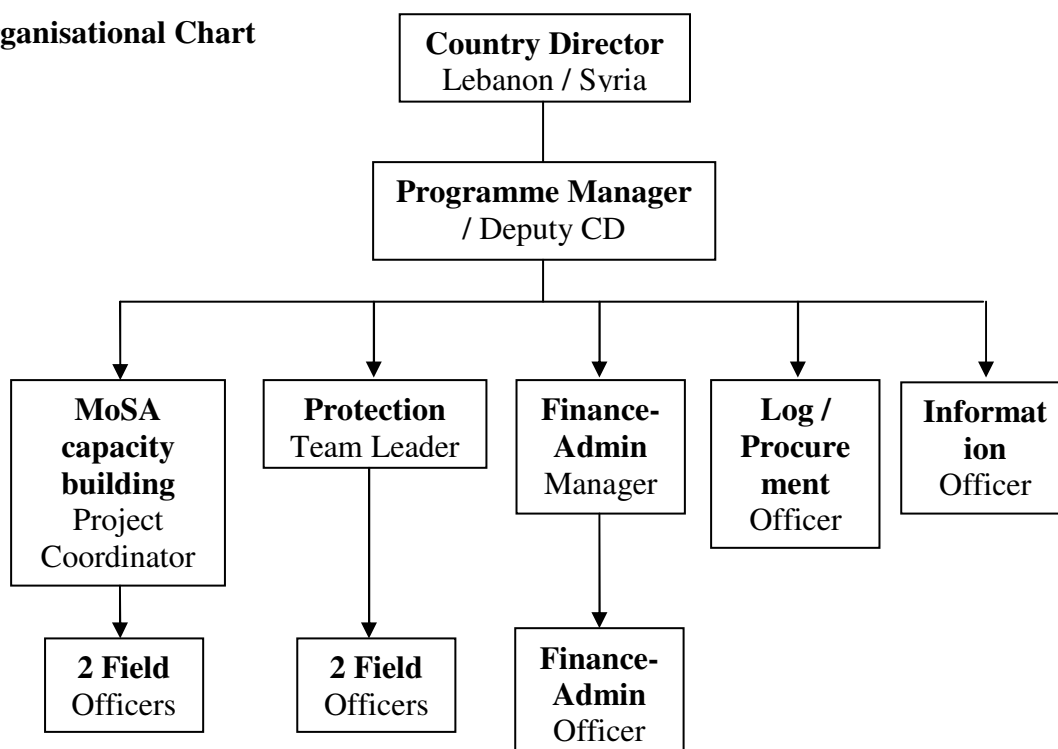 ganisational Chart
Country Director
Lebanon / Syria
Programme Manager
/ Deputy CD
MoSA
capacity
building
Project
Coordinator
Protection
Team Leader
Finance-
Admin
Manager
Log /
Procure
ment
Officer
Informat
ion
Officer
2 Field
Officers
2 Field
Officers
Finance-
Admin
Officer